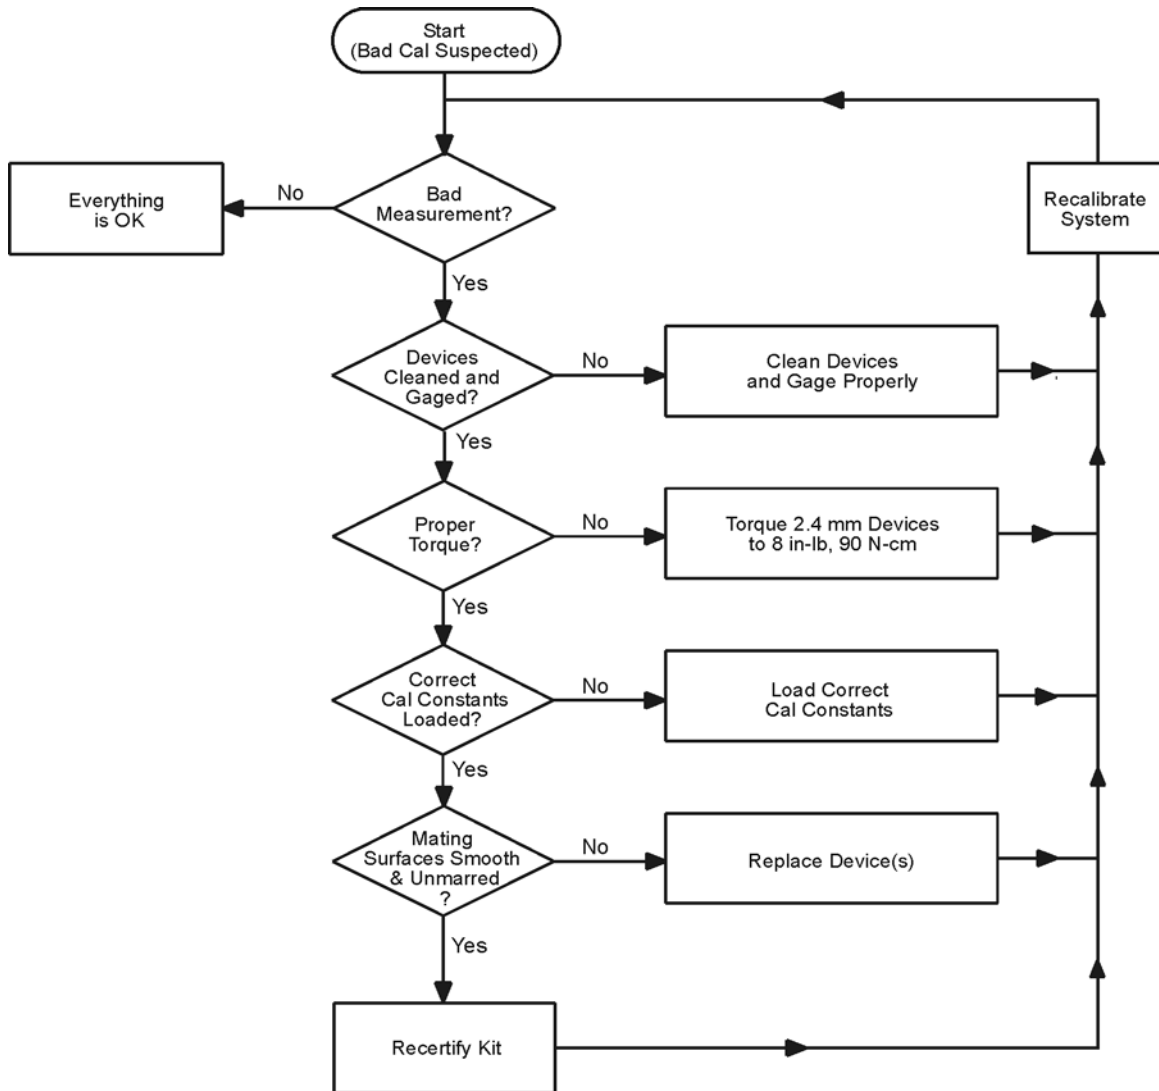 Start
(Bad Cal Suspected)
Everything
is OK
No
Bad
Measurement?
Recalibrate
System
Yes
Devices
Cleaned and
Gaged?
No
Clean Devices
and Gage Properly
Yes
Proper
Torque?
No
Torque 2.4 mm Devices
to 8 in-lb, 90 N-cm
Yes
Correct
Cal Constants
Loaded?
No
Load Correct
Cal Constants
Yes
Mating
Surfaces Smooth
& Unmarred
?
No
Replace Device(s)
Yes
Recertify Kit